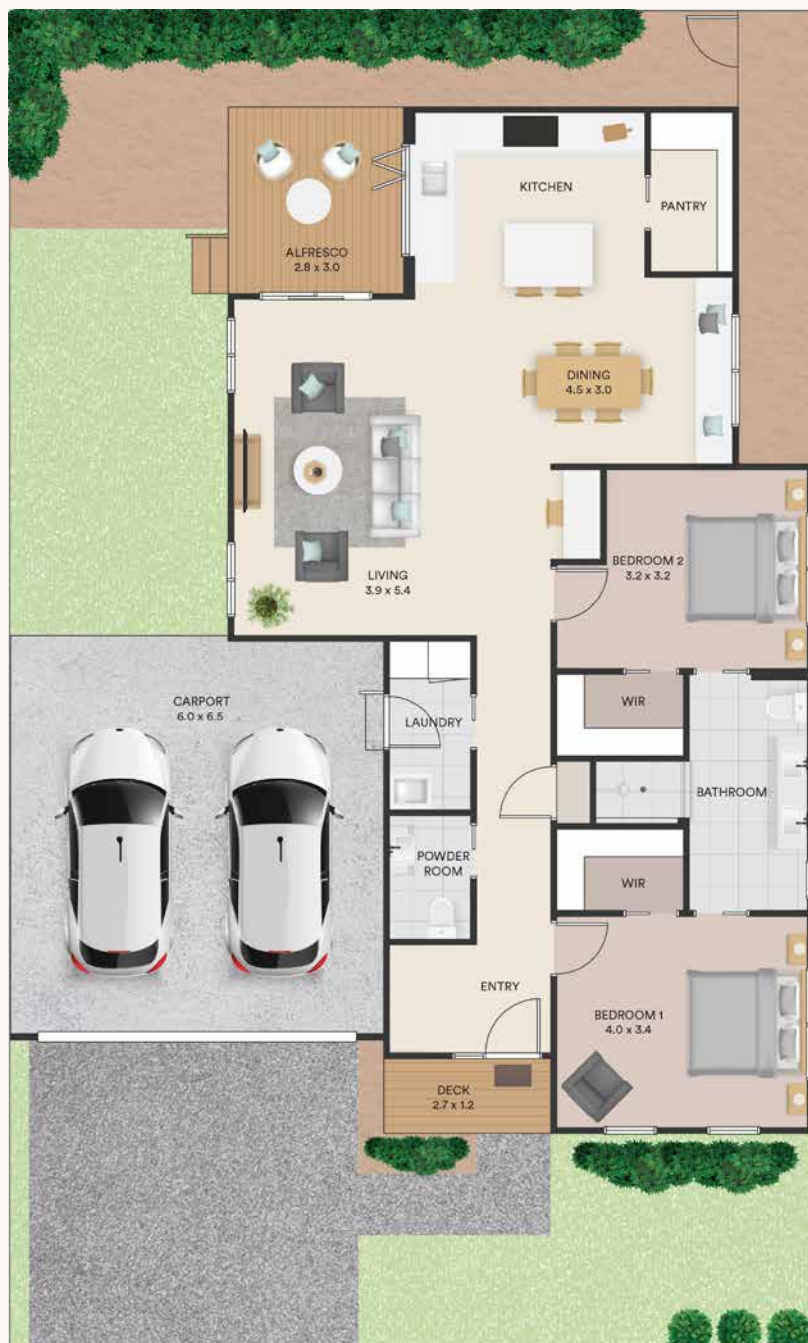 KITCHEN
PANTRY
ALFRESCO
2.8 x 3.0
DINING
4.5 x 3.0
BEDROOM 2
3.2 x 3.2
LIVING
3.9 x 5.4
CARPORT
6.0 x 6.5
WIR
LAUNDRY
BATHROOM
POWDER
ROOM
WIR
ENTRY
BEDROOM 1
4.0 x 3.4
DECK
2.7 x 1.2